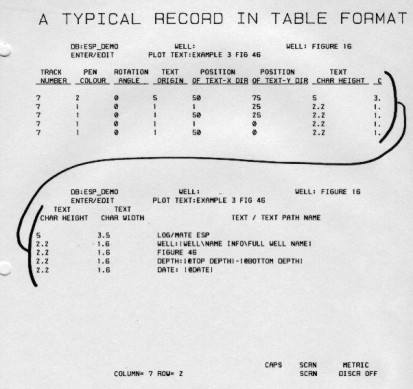 A TYPICAL RECORD IN TABLE FORMAT
DB:ESP_DEMO WELL: WELL: FIGURE 16
ENTER/EDIT PLOT TEXT:EXAMPLE 3 FIG 46
TRACK PEN ROTATION TEXT POSITION POSITION TEXT
NUMBER COLOUR ANGLE ORIGIN OF TEXT-X DIR OF TEXT-Y DIR CHAR HEIGHT C
7 2 0 5 50 75 5 3.
7 1 0 1 1 25 2.2 1.
7 1 0 1 50 25 2.2 1.
7 1 0 1 1 0 2.2 1.
7 1 0 1 50 0 2.2 1.
DB:ESP_DEMO WELL: WELL: FIGURE 16
ENTER/EDIT PLOT TEXT:EXAMPLE 3 FIG 46
TEXT TEXT
CHAR HEIGHT CHAR WIDTH TEXT / TEXT PATH NAME
5 3.5 LOG/MATE ESP
2.2 1.6 WELL:|WELL\NAME INFO\FULL WELL NAME|
2.2 1.6 FIGURE 46
2.2 1.6 DEPTH:|@TOP DEPTH|-|@BOTTOM DEPTH|
2.2 1.6 DATE: |@DATE|
CAPS SCRN METRIC
COLUMN= 7 ROW= 2 SCRN DISCR OFF